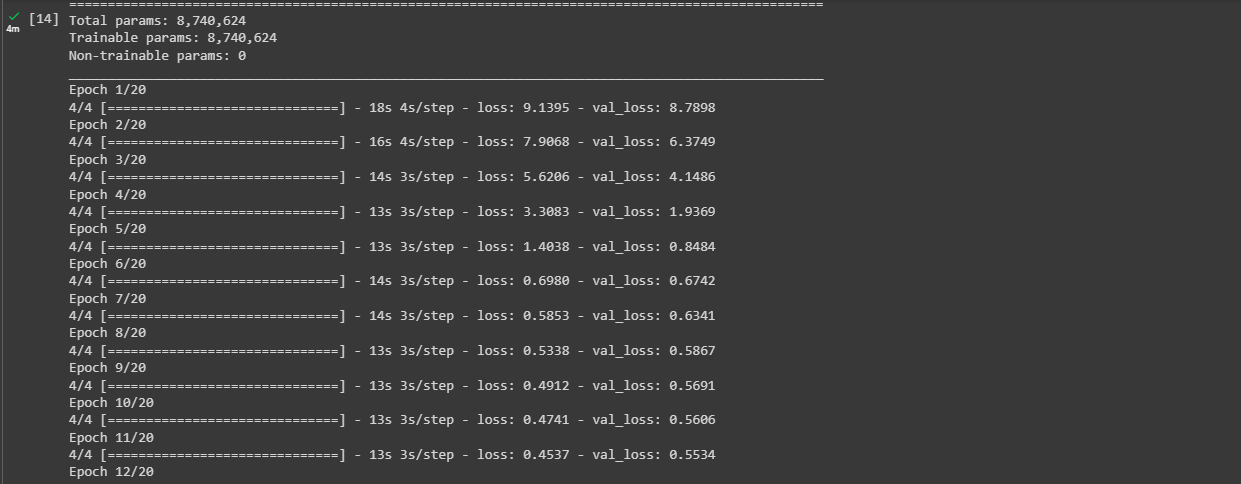 [14]
4m
==================================================================================================
Total params: 8,740,624
Trainable params: 8,740,624
Non-trainable params: 0
__________________________________________________________________________________________________
Epoch 1/20
4/4 [==============================] - 18s 4s/step - loss: 9.1395 - val_loss: 8.7898
Epoch 2/20
4/4 [==============================] - 16s 4s/step - loss: 7.9068 - val_loss: 6.3749
Epoch 3/20
4/4 [==============================] - 14s 3s/step - loss: 5.6206 - val_loss: 4.1486
Epoch 4/20
4/4 [==============================] - 13s 3s/step - loss: 3.3083 - val_loss: 1.9369
Epoch 5/20
4/4 [==============================] - 13s 3s/step - loss: 1.4038 - val_loss: 0.8484
Epoch 6/20
4/4 [==============================] - 14s 3s/step - loss: 0.6980 - val_loss: 0.6742
Epoch 7/20
4/4 [==============================] - 14s 3s/step - loss: 0.5853 - val_loss: 0.6341
Epoch 8/20
4/4 [==============================] - 13s 3s/step - loss: 0.5338 - val_loss: 0.5867
Epoch 9/20
4/4 [==============================] - 13s 3s/step - loss: 0.4912 - val_loss: 0.5691
Epoch 10/20
4/4 [==============================] - 13s 3s/step - loss: 0.4741 - val_loss: 0.5606
Epoch 11/20
4/4 [==============================] - 13s 3s/step - loss: 0.4537 - val_loss: 0.5534
Epoch 12/20